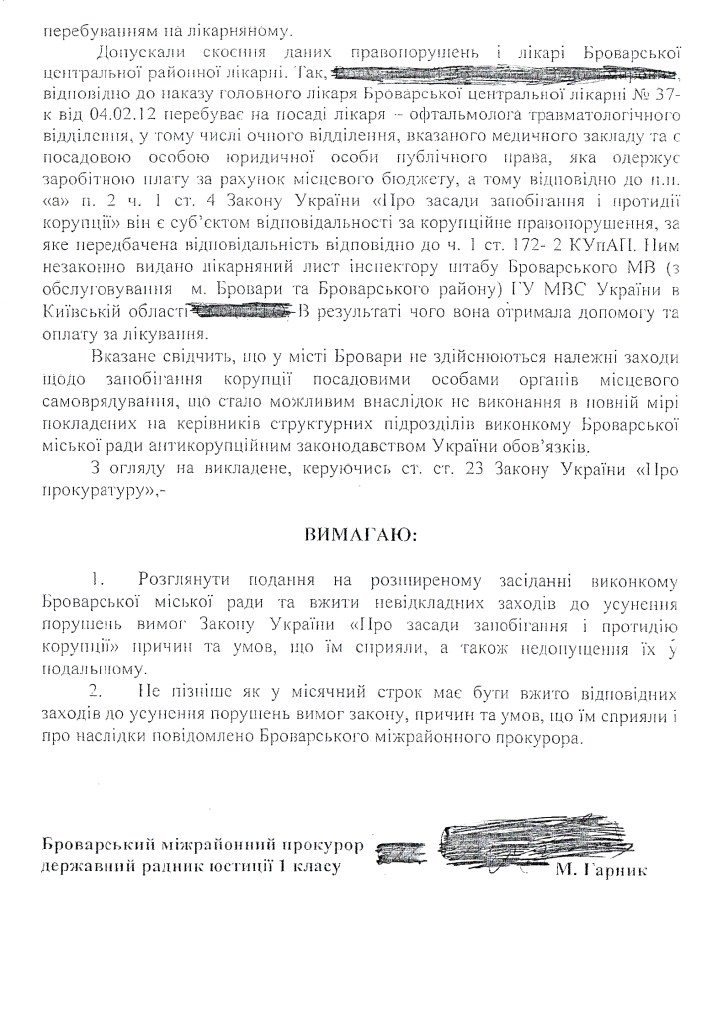 перебуванням на лікарняному.
Допускали скоєння даних правопорушень і лікарі Броварської
центральної районної лікарні. Так,
відповідно до наказу головного лікаря Броварської центральної лікарні № 37-
к від 04.02.12 перебуває на посаді лікаря – офтальмолога травматологічного
відділення, у тому числі очного відділення, вказаного медичного закладу та є
посадовою особою юридичної особи публічного права, яка одержує
заробітною плату за рахунок місцевого бюджету, а тому відповідно до п.п.
«а» п. 2 ч. 1 ст. 4 Закону України «Про засади запобігання і протидії
корупції» він є суб’єктом відповідальності за корупційне правопорушення, за
яке передбачена відповідальність відповідно до ч. 1 ст. 172- 2 КУпАП. Ним
незаконно видано лікарняний лист інспектору штабу Броварського МВ (з
обслуговування м. Бровари та Броварського району) ГУ МВС України в
Київській області -В результаті чого вона отримала допомогу та
оплату за лікування.
Вказане свідчить, що у місті Бровари не здійснюються належні заходи
щодо запобігання корупції посадовими особами органів місцевого
самоврядування, що стало можливим внаслідок не виконання в повній мірі
покладених на керівників структурних підрозділів виконкому Броварської
міської ради антикорупційним законодавством України обов’язків.
З огляду на викладене, керуючись ст. ст. 23 Закону України «Про
прокуратуру»,-
ВИМАГАЮ:
1. Розглянути подання на розширеному засіданні виконкому
Броварської міської ради та вжити невідкладних заходів до усунення
порушень вимог Закону України «Про засади запобігання і протидію
корупції» причин та умов, що їм сприяли, а також недопущення їх у
подальшому.
2. Не пізніше як у місячний строк має бути вжито відповідних
заходів до усунення порушень вимог закону, причин та умов, що їм сприяли і
про наслідки повідомлено Броварського міжрайонного прокурора.
Броварський міжрайонний прокурор
державний радник юстиції 1 класу М. Гарник